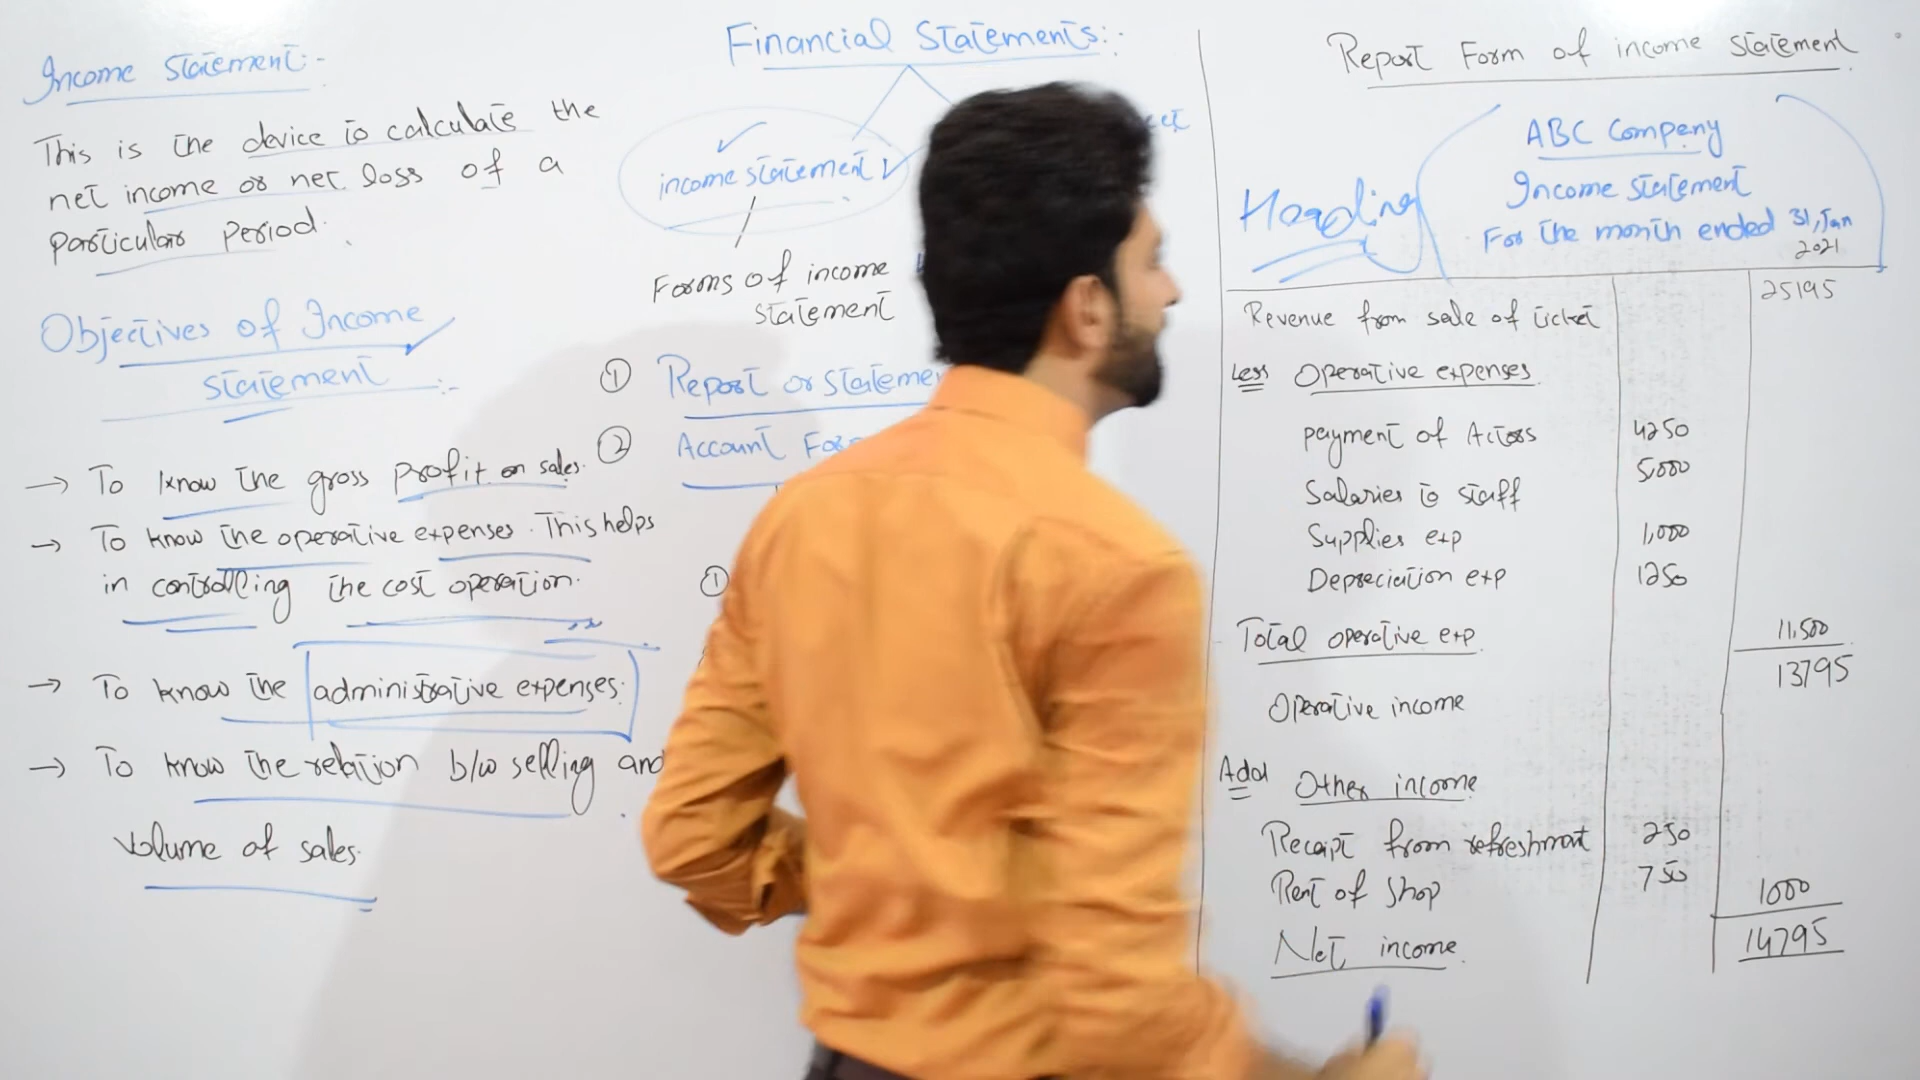 Income Statement:-
This is the device to calculate the
net income or net loss of a
particular period.
Objectives of Income
Statement :-
→ To know the gross profit on sales.
→ To know the operative expenses. This helps
in controlling the cost operation.
→ To know the administrative expenses.
→ To know the relation b/w selling and
volume of sales.
Financial Statements:-
income statement
Forms of income
statement
① Report or
② Account
①
Report Form of income statement
Heading
ABC Company
Income Statement
For the month ended 31, Jan
2021
Revenue from sale of ticket 25195
Less Operative expenses
Payment of Actors 4250
Salaries to staff 5,000
Supplies exp 1,000
Depreciation exp 1250
Total operative exp 11,500
13795
Operative income
Add Other income
Receipt from refreshment 250
Rent of Shop 750 1000
Net income 14795